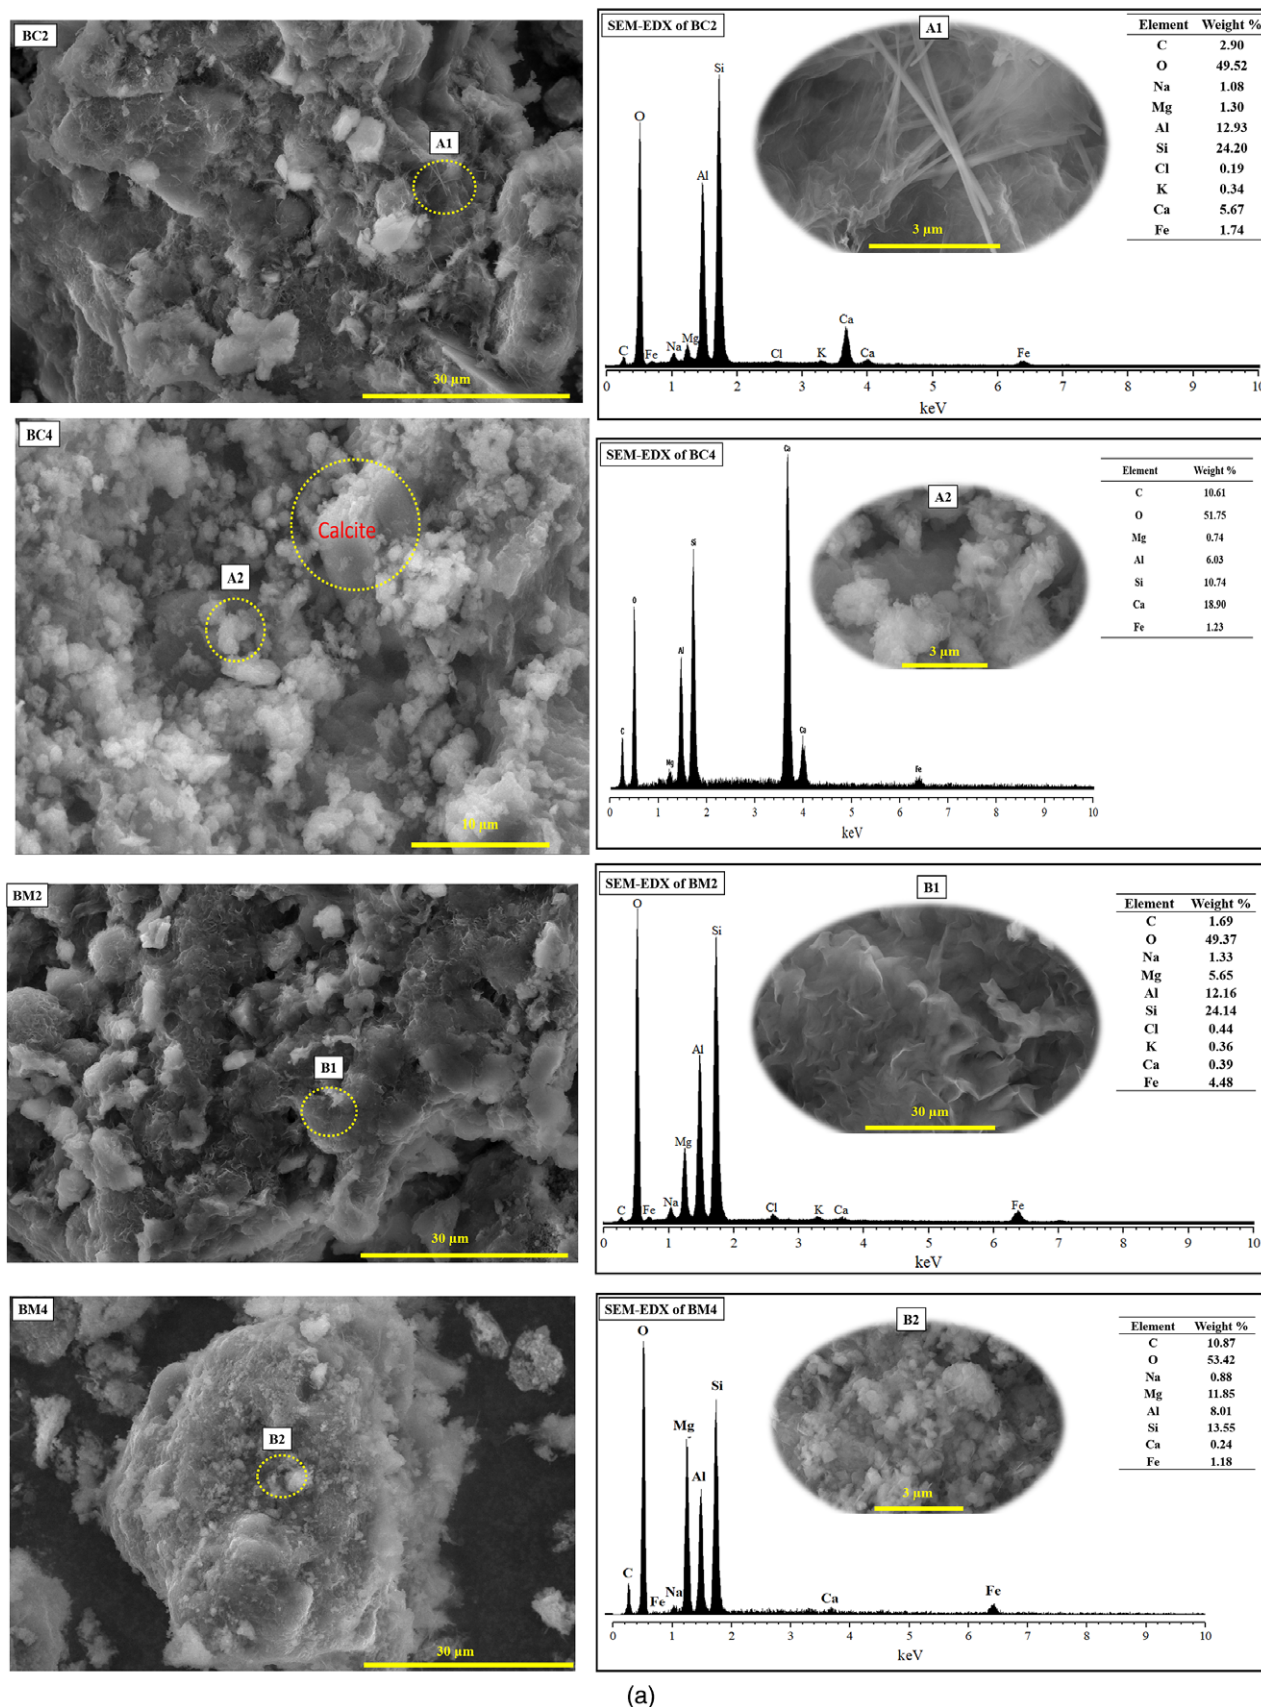 BC2
A1
30 µm
SEM-EDX of BC2
A1
3 µm
Element Weight %
C 2.90
O 49.52
Na 1.08
Mg 1.30
Al 12.93
Si 24.20
Cl 0.19
K 0.34
Ca 5.67
Fe 1.74
C O Fe Na Mg Al Si Cl K Ca Ca Fe
0 1 2 3 4 5 6 7 8 9 10
keV
BC4
Calcite
A2
10 µm
SEM-EDX of BC4
A2
3 µm
Element Weight %
C 10.61
O 51.75
Mg 0.74
Al 6.03
Si 10.74
Ca 18.90
Fe 1.23
C O Mg Al Si Ca Ca Fe
0 1 2 3 4 5 6 7 8 9 10
keV
BM2
B1
30 µm
SEM-EDX of BM2
B1
30 µm
Element Weight %
C 1.69
O 49.37
Na 1.33
Mg 5.65
Al 12.16
Si 24.14
Cl 0.44
K 0.36
Ca 0.39
Fe 4.48
C O Fe Na Mg Al Si Cl K Ca Fe
0 1 2 3 4 5 6 7 8 9 10
keV
BM4
B2
30 µm
SEM-EDX of BM4
B2
3 µm
Element Weight %
C 10.87
O 53.42
Na 0.88
Mg 11.85
Al 8.01
Si 13.55
Ca 0.24
Fe 1.18
C O Fe Na Mg Al Si Ca Fe
0 1 2 3 4 5 6 7 8 9 10
keV
(a)